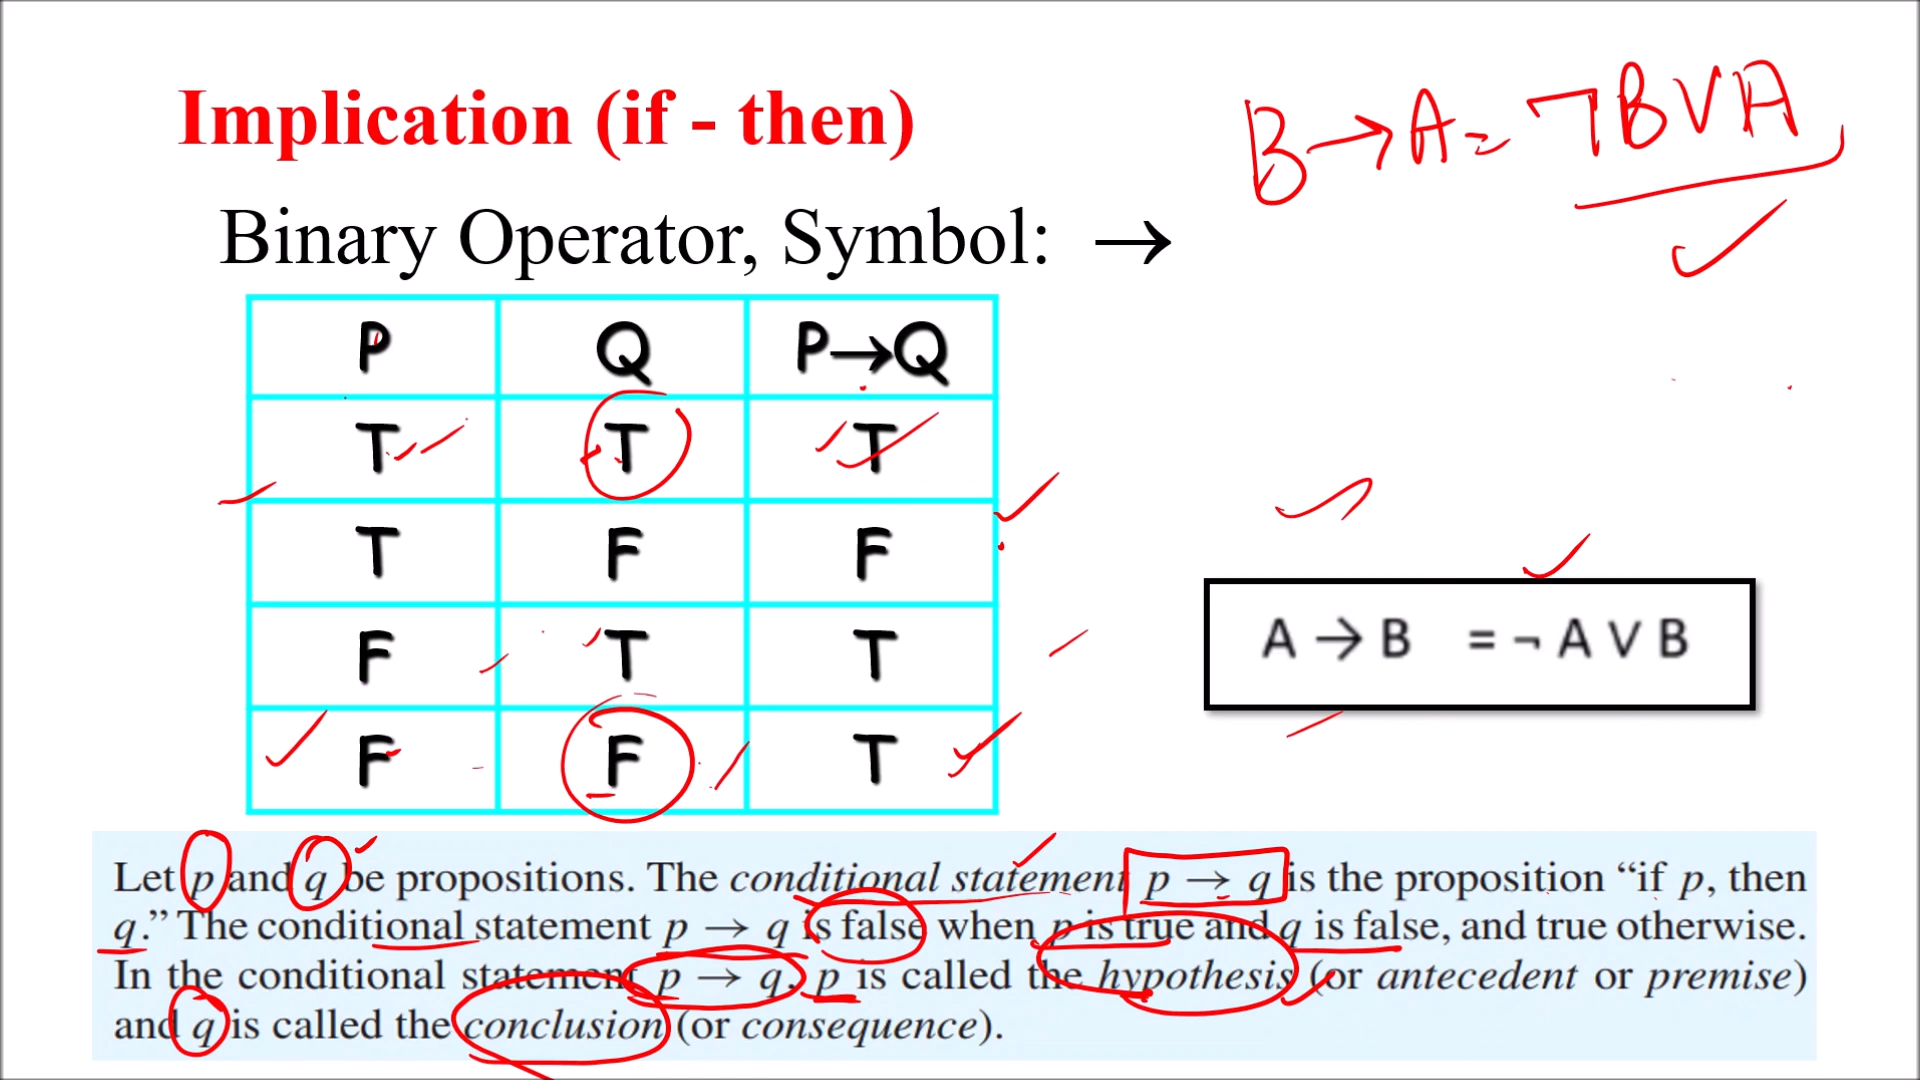 Implication (if - then)
B → A = ¬ B V A
Binary Operator, Symbol: →
P Q P→Q
T T T
T F F
F T T
F F T
A → B = ¬ A V B
Let p and q be propositions. The conditional statement p → q is the proposition “if p, then
q.” The conditional statement p → q is false when p is true and q is false, and true otherwise.
In the conditional statement p → q, p is called the hypothesis (or antecedent or premise)
and q is called the conclusion (or consequence).